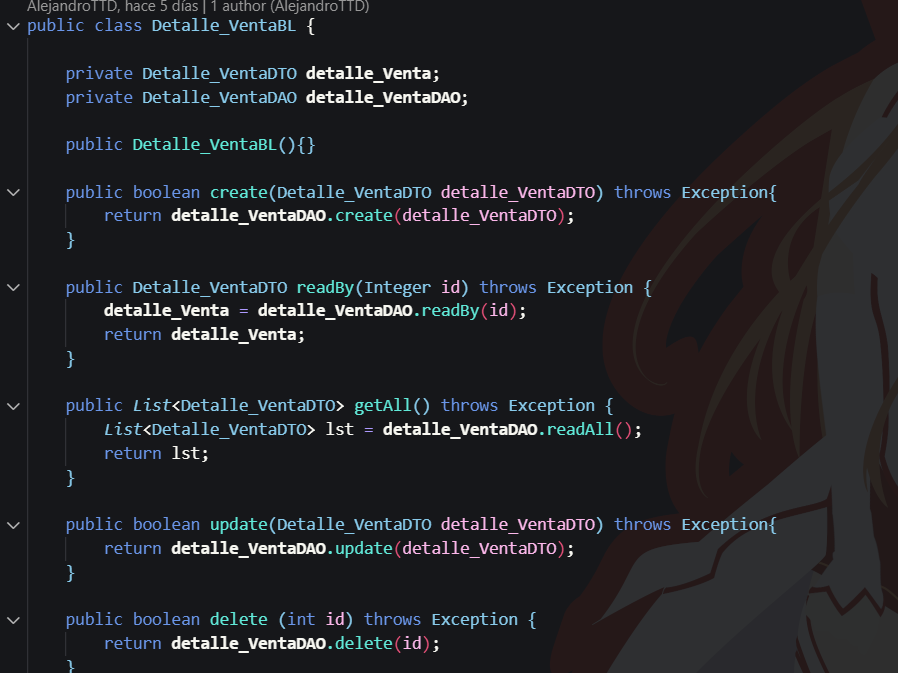 AlejandroTTD, hace 5 días | 1 author (AlejandroTTD)
public class Detalle_VentaBL {
private Detalle_VentaDTO detalle_Venta;
private Detalle_VentaDAO detalle_VentaDAO;
public Detalle_VentaBL(){}
public boolean create(Detalle_VentaDTO detalle_VentaDTO) throws Exception{
return detalle_VentaDAO.create(detalle_VentaDTO);
}
public Detalle_VentaDTO readBy(Integer id) throws Exception {
detalle_Venta = detalle_VentaDAO.readBy(id);
return detalle_Venta;
}
public List<Detalle_VentaDTO> getAll() throws Exception {
List<Detalle_VentaDTO> lst = detalle_VentaDAO.readAll();
return lst;
}
public boolean update(Detalle_VentaDTO detalle_VentaDTO) throws Exception{
return detalle_VentaDAO.update(detalle_VentaDTO);
}
public boolean delete (int id) throws Exception {
return detalle_VentaDAO.delete(id);
}